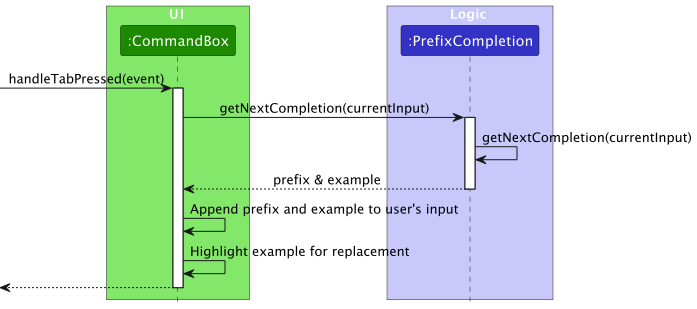 UI
Logic
:CommandBox
:PrefixCompletion
handleTabPressed(event)
getNextCompletion(currentInput)
getNextCompletion(currentInput)
prefix & example
Append prefix and example to user's input
Highlight example for replacement